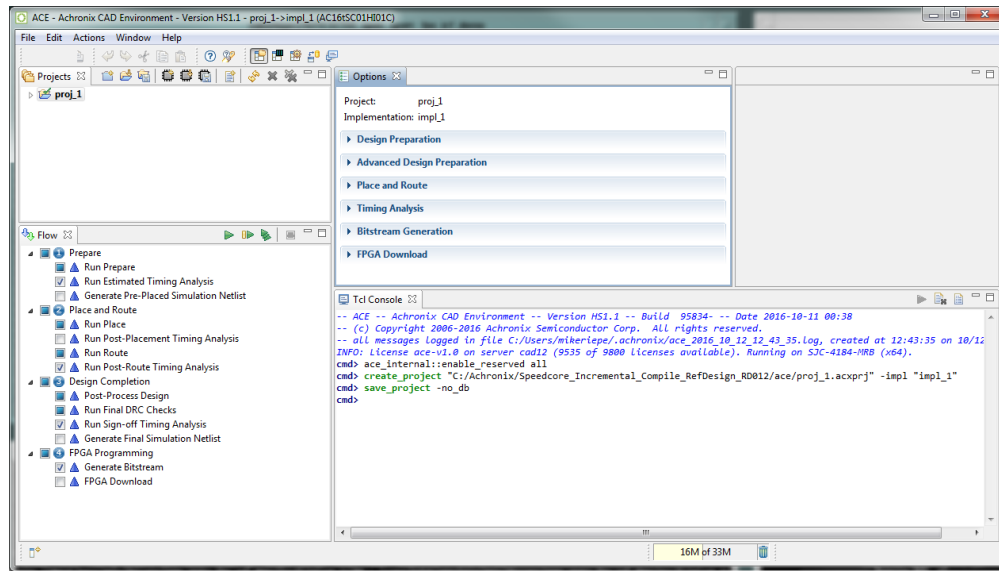 ACE - Achronix CAD Environment - Version HS1.1 - proj_1->impl_1 (AC16tSC01HI01C)
File Edit Actions Window Help
Projects
proj_1
Options
Project: proj_1
Implementation: impl_1
Design Preparation
Advanced Design Preparation
Place and Route
Timing Analysis
Bitstream Generation
FPGA Download
Flow
1 Prepare
Run Prepare
Run Estimated Timing Analysis
Generate Pre-Placed Simulation Netlist
2 Place and Route
Run Place
Run Post-Placement Timing Analysis
Run Route
Run Post-Route Timing Analysis
3 Design Completion
Post-Process Design
Run Final DRC Checks
Run Sign-off Timing Analysis
Generate Final Simulation Netlist
4 FPGA Programming
Generate Bitstream
FPGA Download
Tcl Console
-- ACE -- Achronix CAD Environment -- Version HS1.1 -- Build 95834- -- Date 2016-10-11 00:38
-- (c) Copyright 2006-2016 Achronix Semiconductor Corp. All rights reserved.
-- all messages logged in file C:/Users/mikeriepe/.achronix/ace_2016_10_12_12_43_35.log, created at 12:43:35 on 10/12
INFO: License ace-v1.0 on server cad12 (9535 of 9800 licenses available). Running on SJC-4184-MRB (x64).
cmd> ace_internal::enable_reserved all
cmd> create_project "C:/Achronix/Speedcore_Incremental_Compile_RefDesign_RD012/ace/proj_1.acxprj" -impl "impl_1"
cmd> save_project -no_db
cmd>
16M of 33M